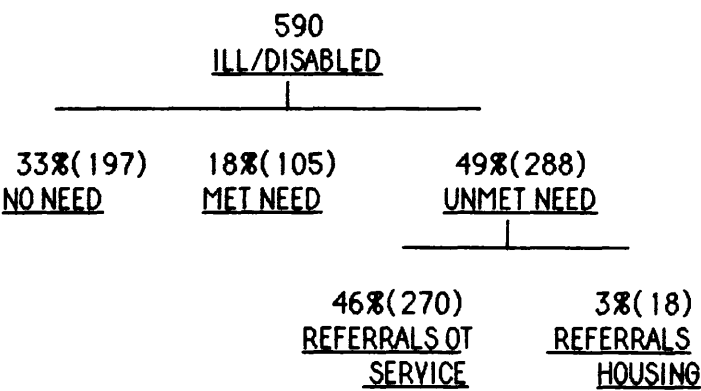 590
ILL/DISABLED
33%(197) 18%(105) 49%(288)
NO NEED MET NEED UNMET NEED
46%(270) 3%(18)
REFERRALS OT REFERRALS
SERVICE HOUSING